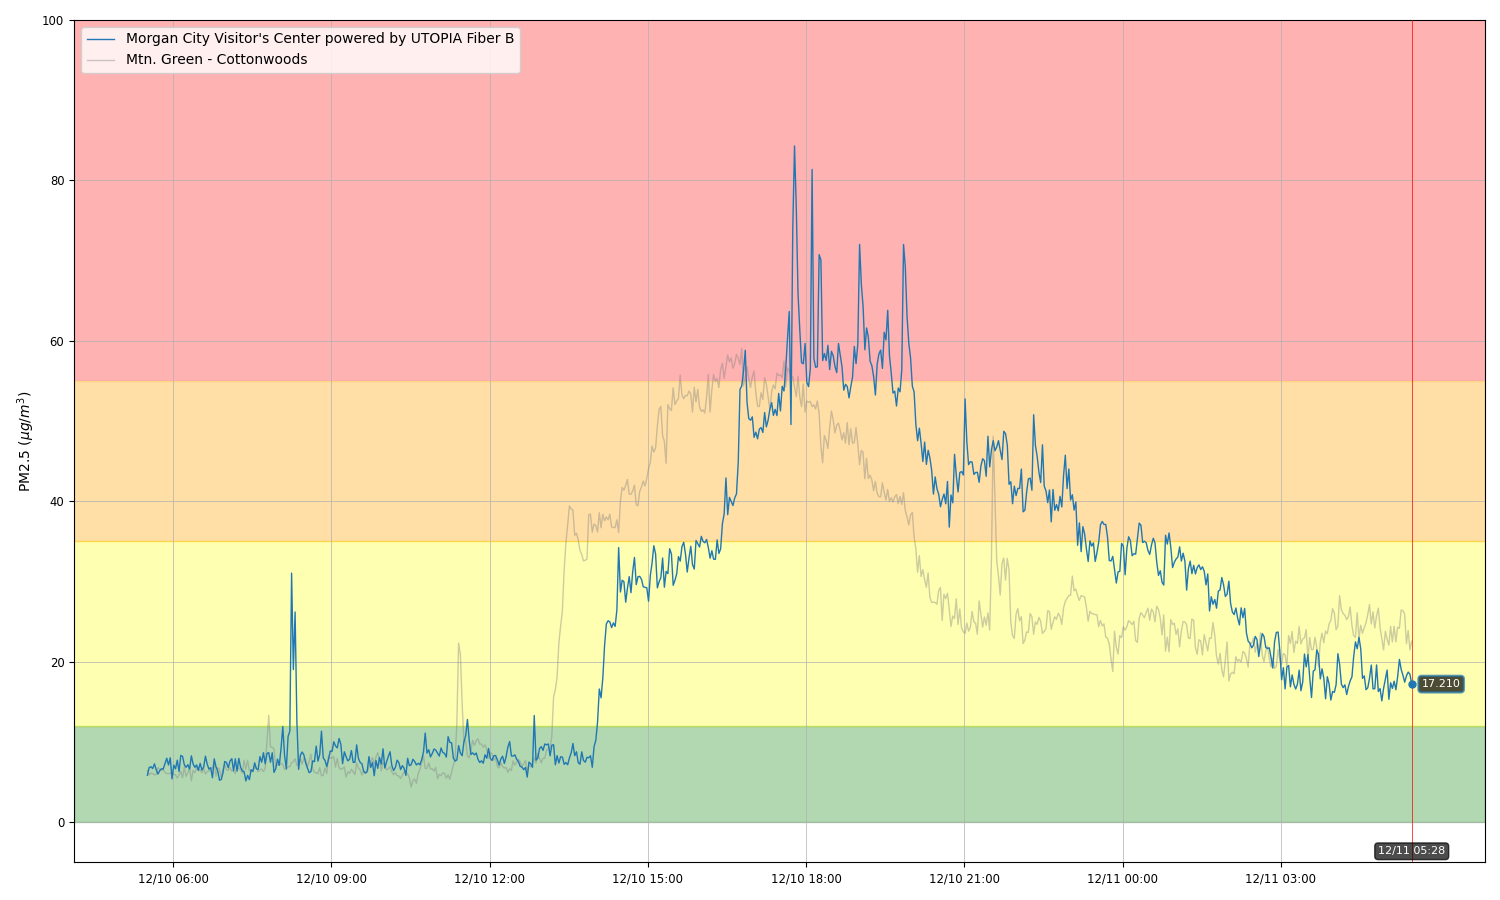 100
Morgan City Visitor's Center powered by UTOPIA Fiber B
Mtn. Green - Cottonwoods
80
60
PM2.5 (µg/m³)
40
20
17.210
0
12/11 05:28
12/10 06:00 12/10 09:00 12/10 12:00 12/10 15:00 12/10 18:00 12/10 21:00 12/11 00:00 12/11 03:00